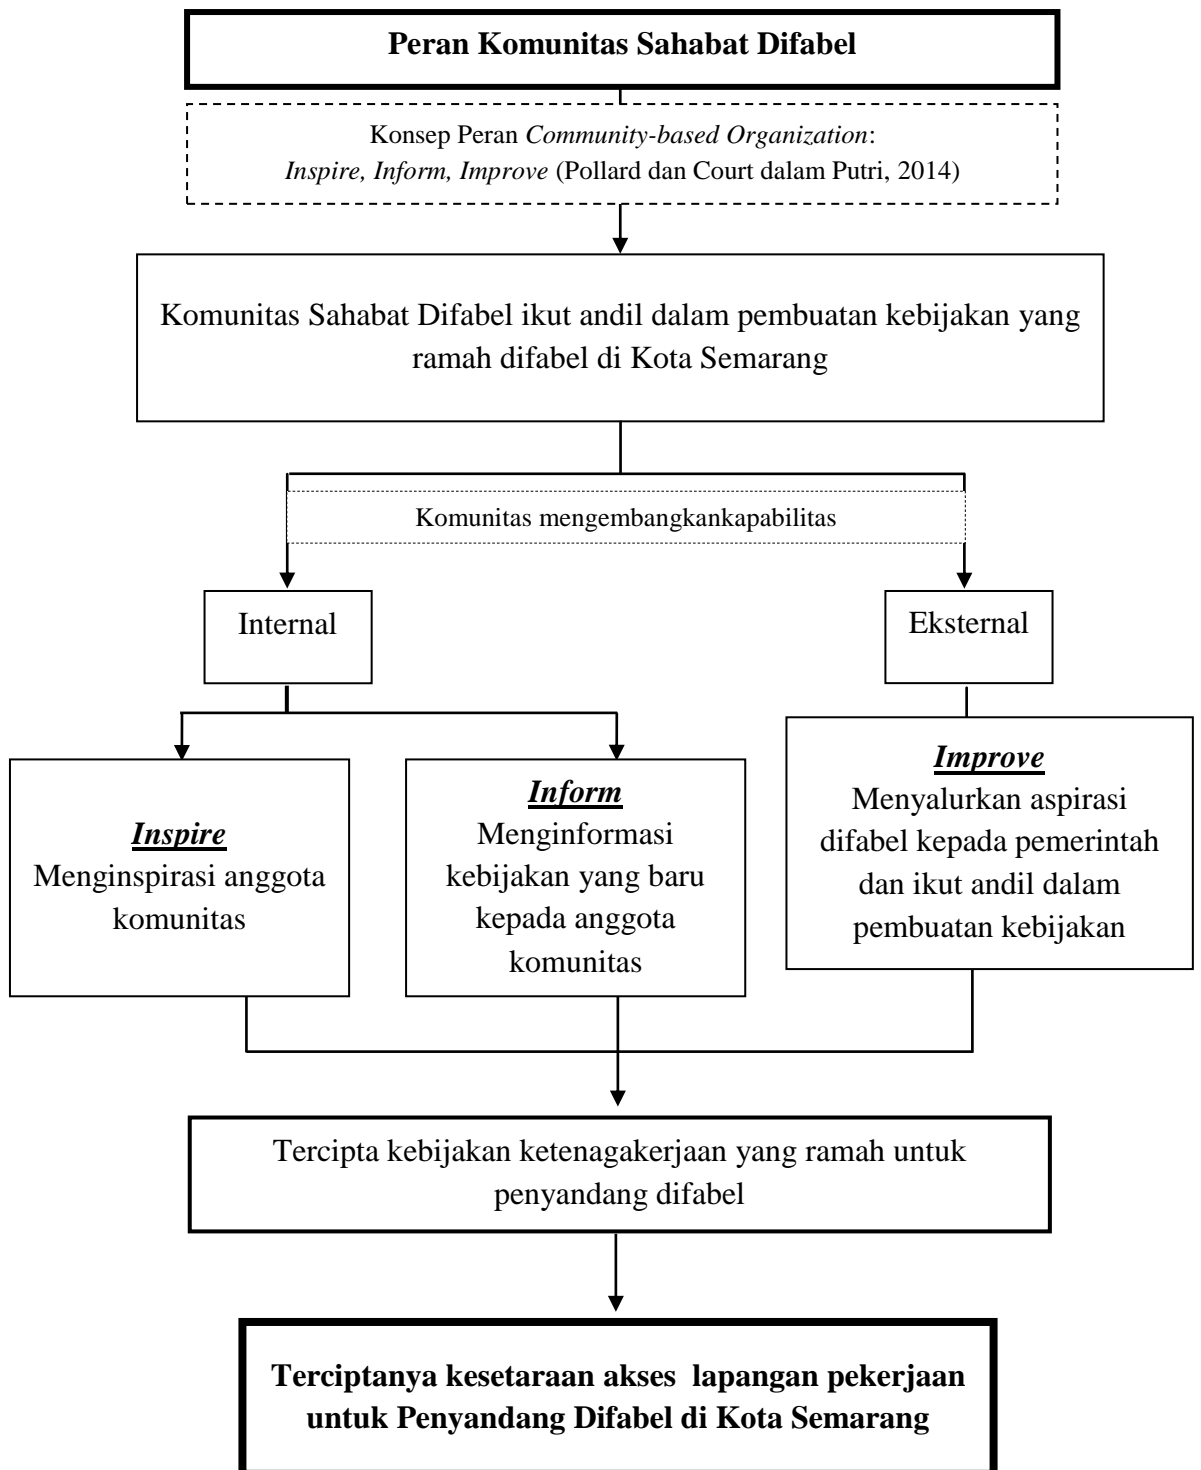 Peran Komunitas Sahabat Difabel
Konsep Peran Community-based Organization:
Inspire, Inform, Improve (Pollard dan Court dalam Putri, 2014)
Komunitas Sahabat Difabel ikut andil dalam pembuatan kebijakan yang
ramah difabel di Kota Semarang
Komunitas mengembangkankapabilitas
Internal
Eksternal
Inspire
Menginspirasi anggota
komunitas
Inform
Menginformasi
kebijakan yang baru
kepada anggota
komunitas
Improve
Menyalurkan aspirasi
difabel kepada pemerintah
dan ikut andil dalam
pembuatan kebijakan
Tercipta kebijakan ketenagakerjaan yang ramah untuk
penyandang difabel
Terciptanya kesetaraan akses  lapangan pekerjaan
untuk Penyandang Difabel di Kota Semarang